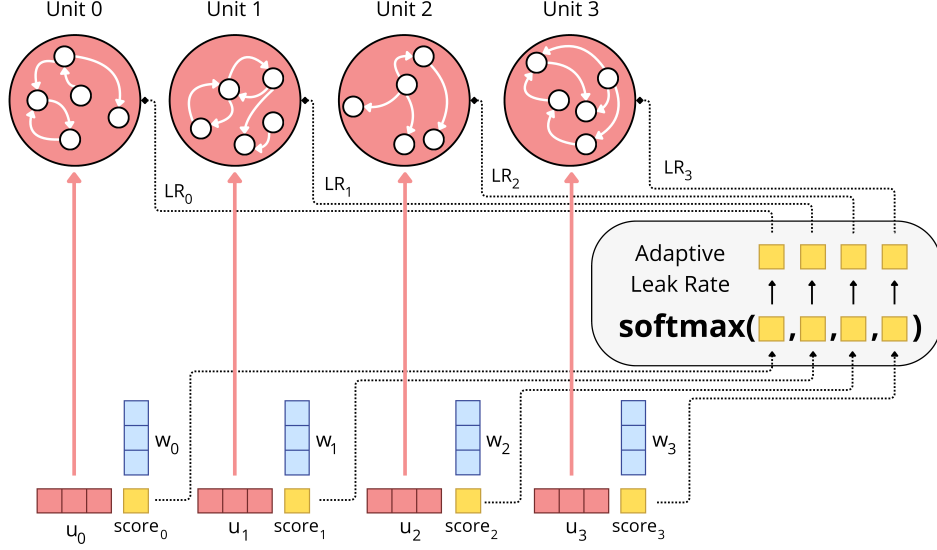 Unit 0 Unit 1 Unit 2 Unit 3
LR0 LR1 LR2 LR3
Adaptive
Leak Rate
softmax( , , , )
w0 w1 w2 w3
u0 score0 u1 score1 u2 score2 u3 score3